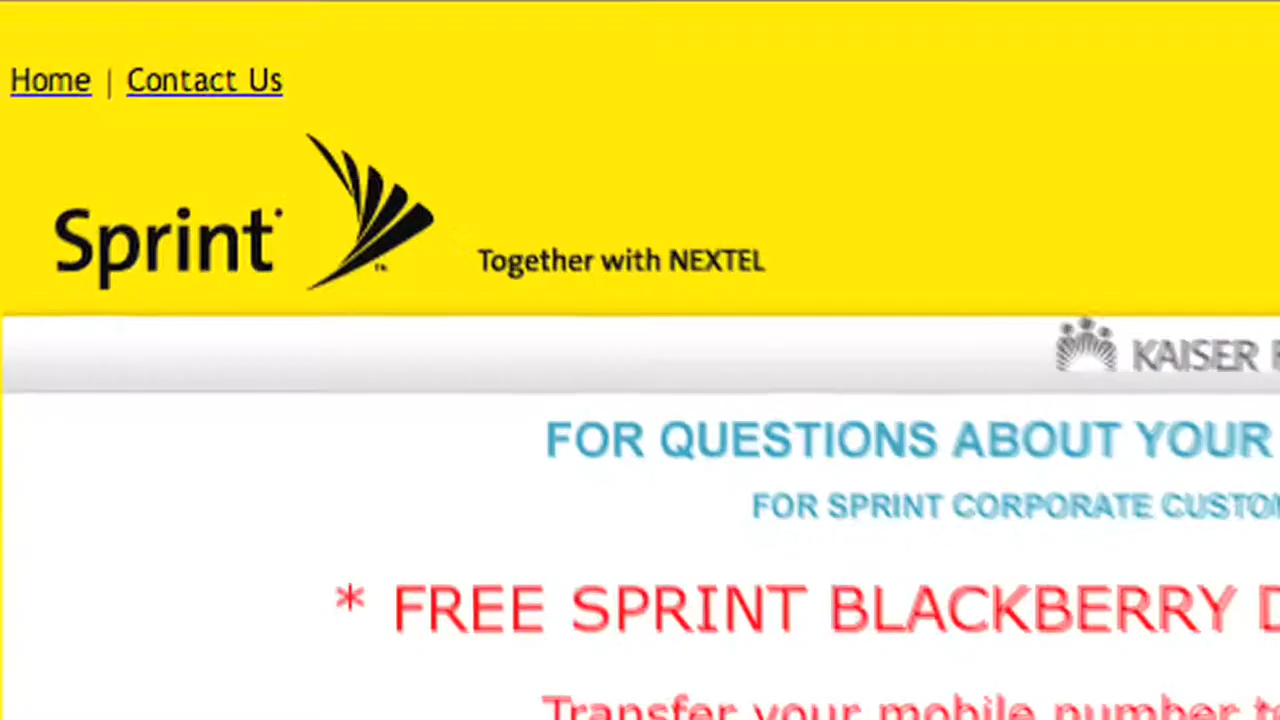 Home | Contact Us
Sprint
Together with NEXTEL
KAISER
FOR QUESTIONS ABOUT YOUR
FOR SPRINT CORPORATE
* FREE SPRINT BLACKBERRY
Transfer your mobile number